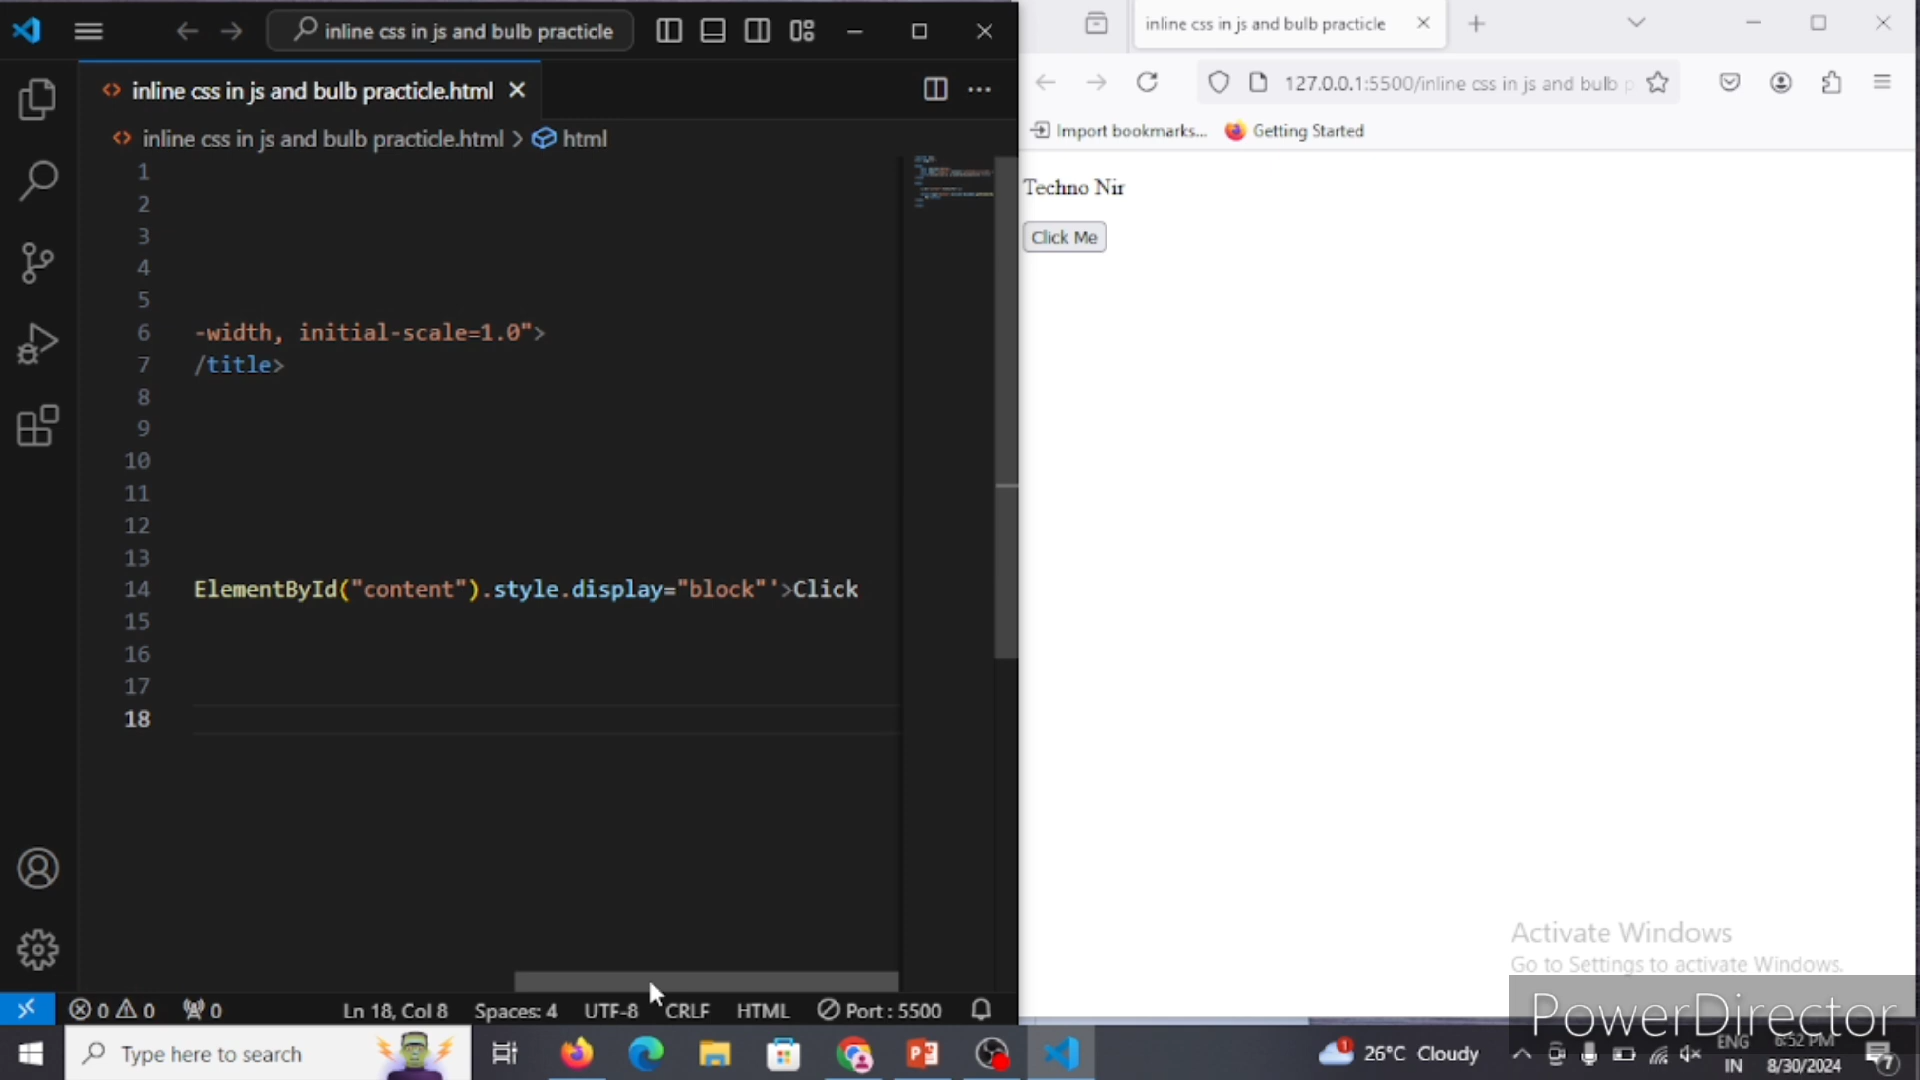 inline css in js and bulb practicle
inline css in js and bulb practicle.html
inline css in js and bulb practicle.html > html
1
2
3
4
5
6 -width, initial-scale=1.0">
7 /title>
8
9
10
11
12
13
14 ElementById("content").style.display="block"'>Click
15
16
17
18
0 0 0 Ln 18, Col 8 Spaces: 4 UTF-8 CRLF HTML Port : 5500
inline css in js and bulb practicle
127.0.0.1:5500/inline css in js and bulb p
Import bookmarks... Getting Started
Techno Nir
Click Me
Activate Windows
Go to Settings to activate Windows.
PowerDirector
Type here to search
1 26°C Cloudy
ENG
IN
6:52 PM
8/30/2024
7